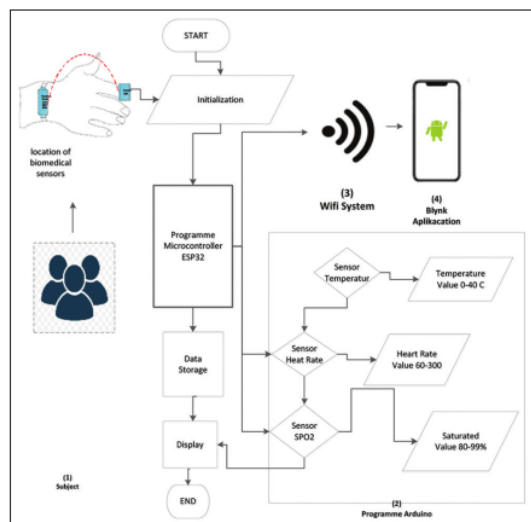 START
Initialization
location of
biomedical
sensors
(3)
Wifi System
(4)
Blynk
Aplikacation
Programme
Microcontroller
ESP32
Sensor
Temperatur
Temperature
Value 0-40 C
Data
Storage
Sensor
Heat Rate
Heart Rate
Value 60-300
Display
Sensor
SPO2
Saturated
Value 80-99%
END
(1)
Subject
(2)
Programme Arduino